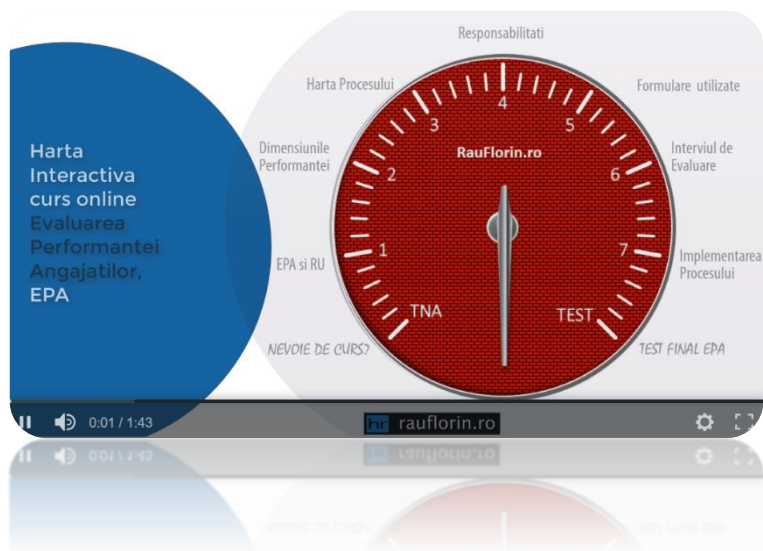 Harta
Interactiva
curs online
Evaluarea
Performantei
Angajatilor,
EPA
Responsabilitati
Harta Procesului
Formulare utilizate
Dimensiunile
Performantei
Interviul de
Evaluare
EPA si RU
Implementarea
Procesului
NEVOIE DE CURS?
TEST FINAL EPA
RauFlorin.ro
TNA
1
2
3
4
5
6
7
TEST
0:01 / 1:43
hr rauflorin.ro